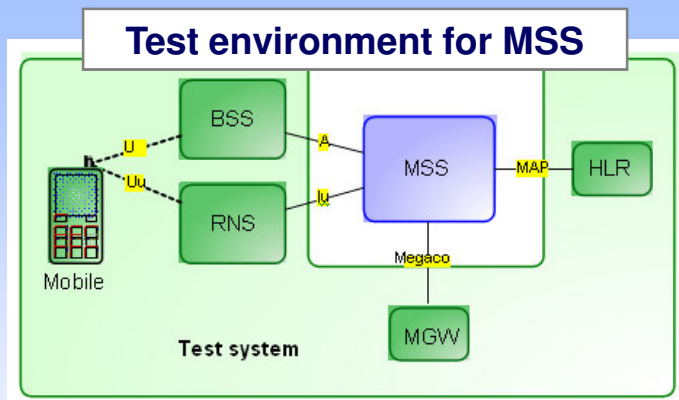 Test environment for MSS
BSS
U
A
MSS
MAP
HLR
Uu
Iu
RNS
Mobile
Megaco
MGW
Test system